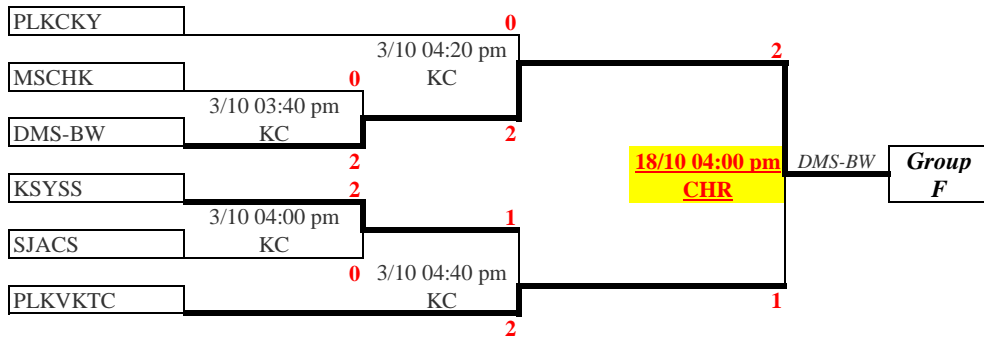 PLKCKY
0
3/10 04:20 pm
KC
2
MSCHK
0
3/10 03:40 pm
KC
DMS-BW
2
2
18/10 04:00 pm
CHR
DMS-BW
Group
F
KSYSS
2
3/10 04:00 pm
KC
1
SJACS
0
3/10 04:40 pm
KC
PLKVKTC
2
1